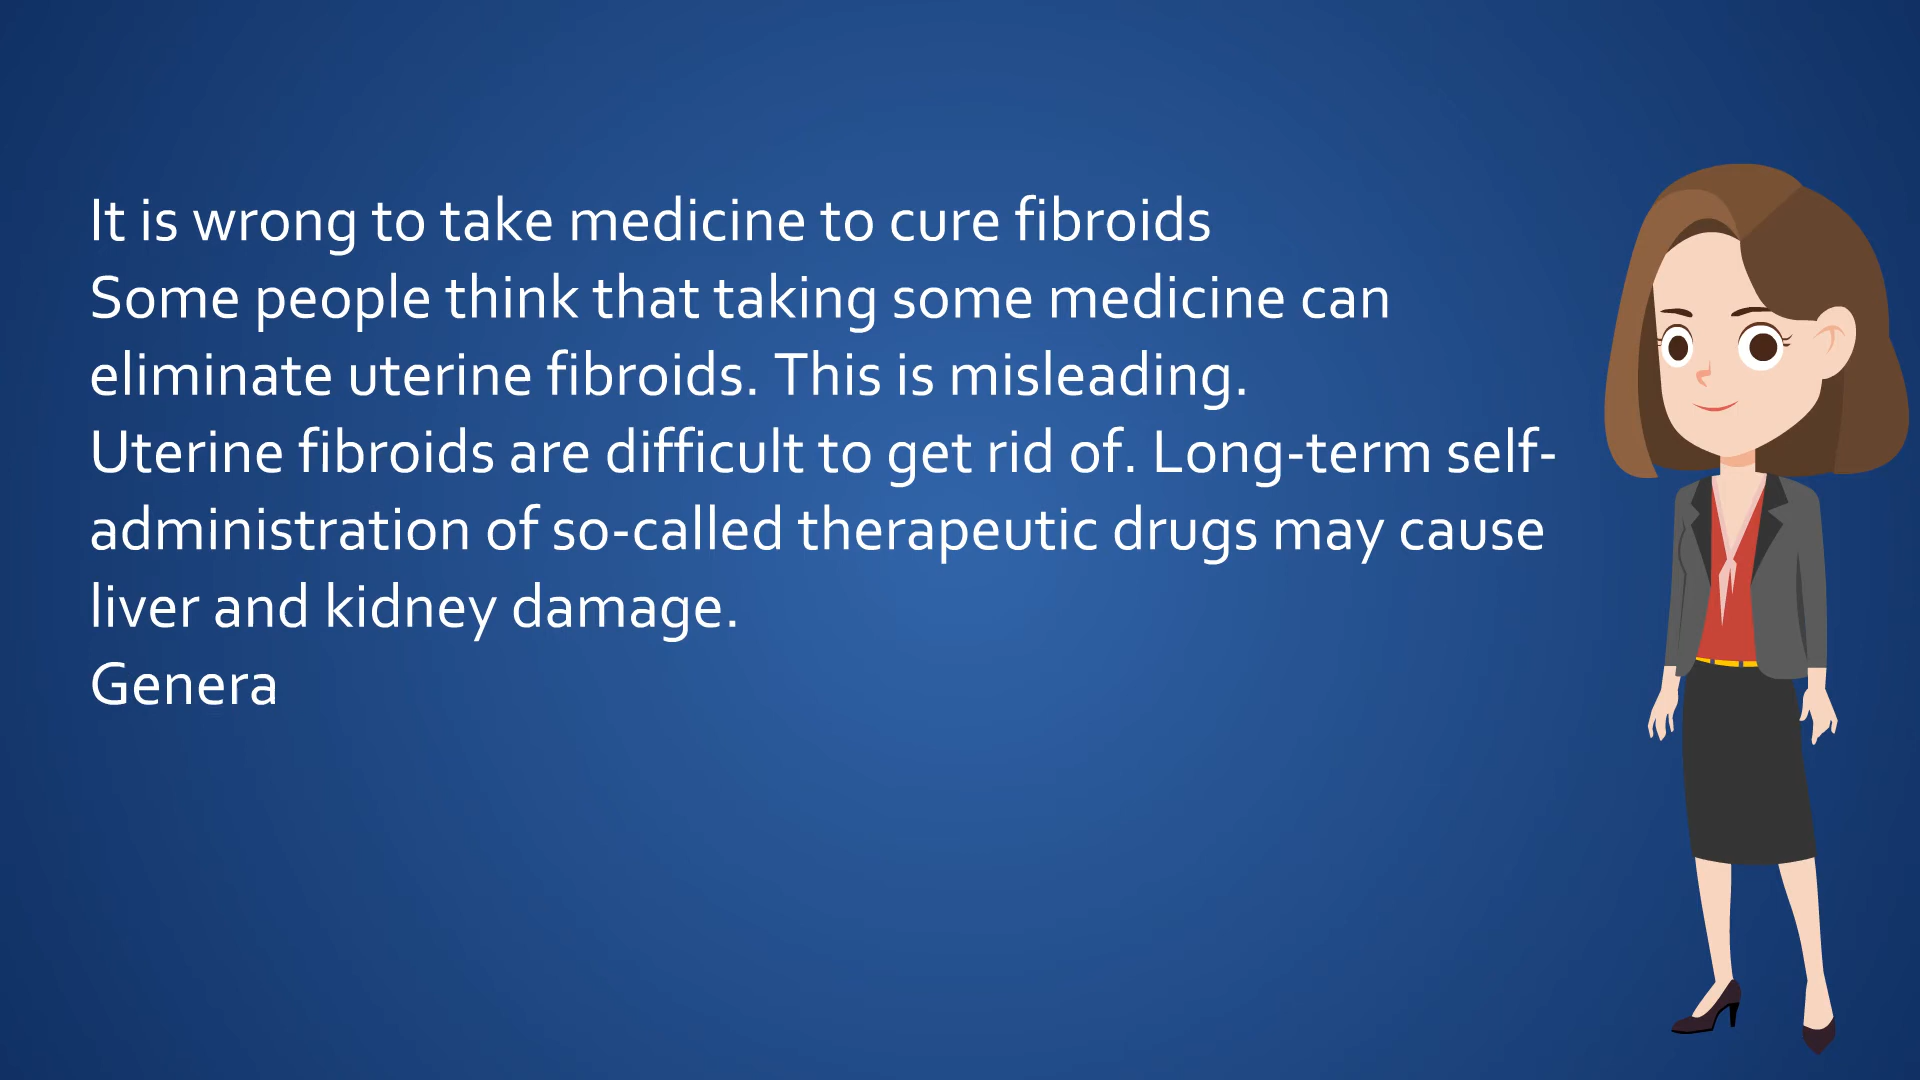 It is wrong to take medicine to cure fibroids
Some people think that taking some medicine can
eliminate uterine fibroids. This is misleading.
Uterine fibroids are difficult to get rid of. Long-term self-
administration of so-called therapeutic drugs may cause
liver and kidney damage.
Genera